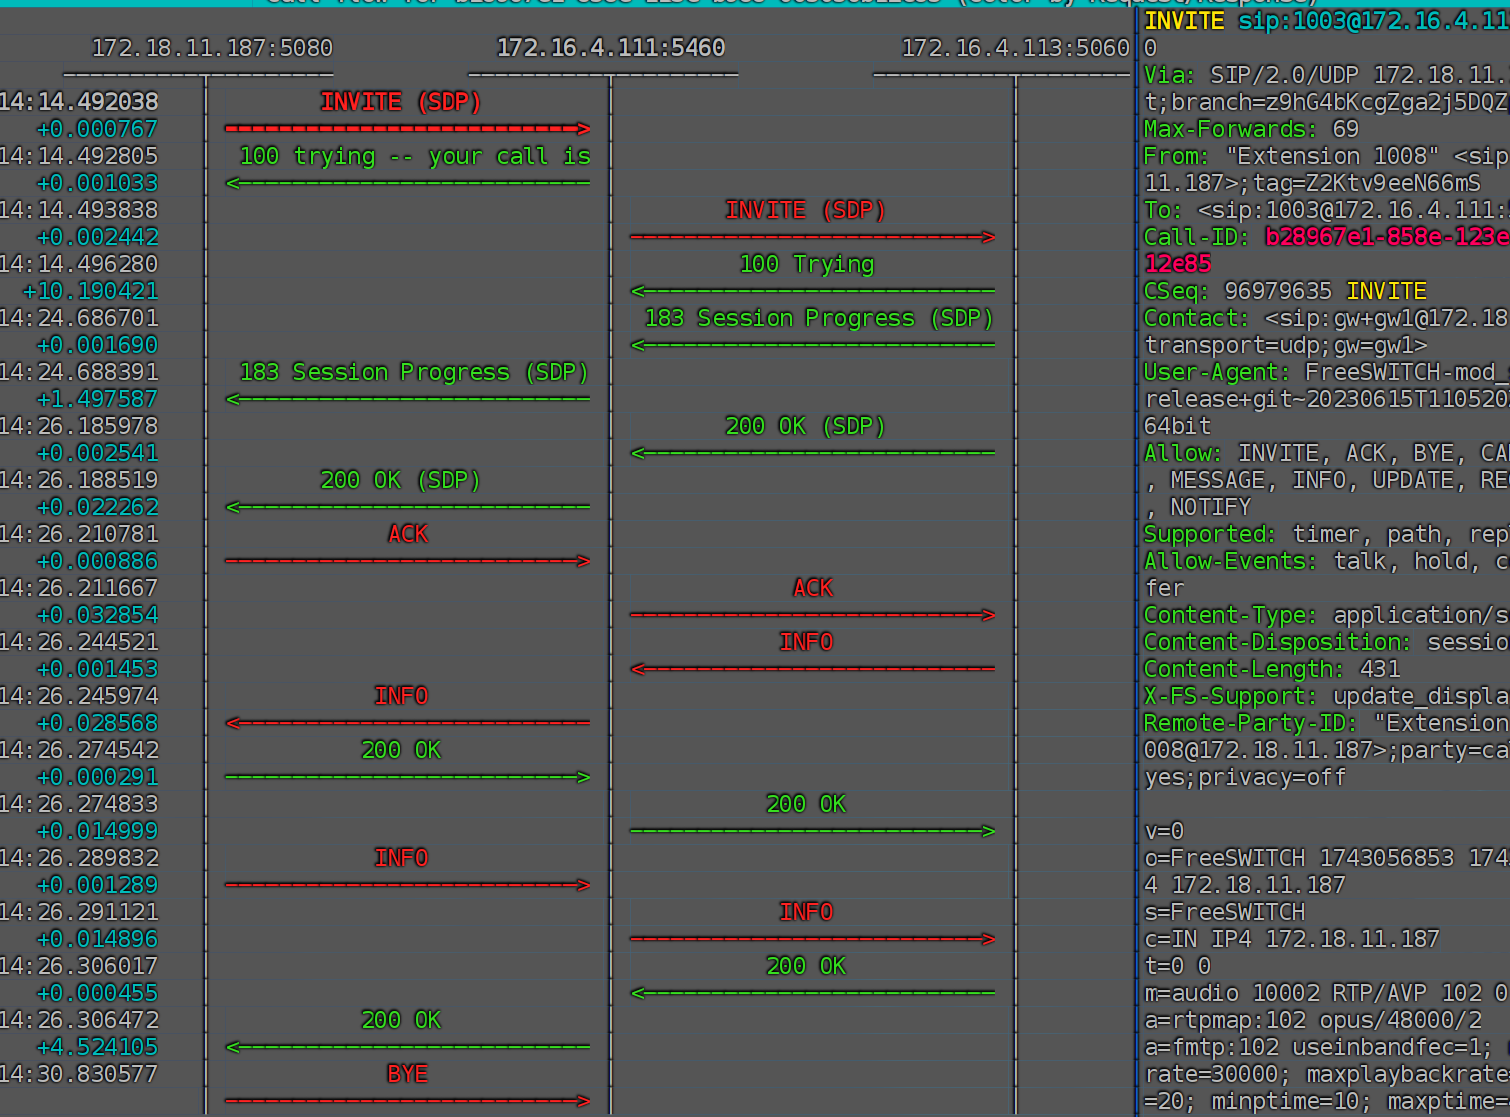 172.18.11.187:5080 172.16.4.111:5460 172.16.4.113:5060
14:14.492038 INVITE (SDP)
+0.000767
14:14.492805 100 trying -- your call is
+0.001033
14:14.493838 INVITE (SDP)
+0.002442
14:14.496280 100 Trying
+10.190421
14:24.686701 183 Session Progress (SDP)
+0.001690
14:24.688391 183 Session Progress (SDP)
+1.497587
14:26.185978 200 OK (SDP)
+0.002541
14:26.188519 200 OK (SDP)
+0.022262
14:26.210781 ACK
+0.000886
14:26.211667 ACK
+0.032854
14:26.244521 INFO
+0.001453
14:26.245974 INFO
+0.028568
14:26.274542 200 OK
+0.000291
14:26.274833 200 OK
+0.014999
14:26.289832 INFO
+0.001289
14:26.291121 INFO
+0.014896
14:26.306017 200 OK
+0.000455
14:26.306472 200 OK
+4.524105
14:30.830577 BYE
INVITE sip:1003@172.16.4.11
0
Via: SIP/2.0/UDP 172.18.11.
t;branch=z9hG4bKcgZga2j5DQZ
Max-Forwards: 69
From: "Extension 1008" <sip
11.187>;tag=Z2Ktv9eeN66mS
To: <sip:1003@172.16.4.111:
Call-ID: b28967e1-858e-123e
12e85
CSeq: 96979635 INVITE
Contact: <sip:gw+gw1@172.18
transport=udp;gw=gw1>
User-Agent: FreeSWITCH-mod_
release+git~20230615T110520
64bit
Allow: INVITE, ACK, BYE, CA
, MESSAGE, INFO, UPDATE, RE
, NOTIFY
Supported: timer, path, rep
Allow-Events: talk, hold, c
fer
Content-Type: application/s
Content-Disposition: sessio
Content-Length: 431
X-FS-Support: update_displa
Remote-Party-ID: "Extension
008@172.18.11.187>;party=ca
yes;privacy=off
v=0
o=FreeSWITCH 1743056853 174
4 172.18.11.187
s=FreeSWITCH
c=IN IP4 172.18.11.187
t=0 0
m=audio 10002 RTP/AVP 102 0
a=rtpmap:102 opus/48000/2
a=fmtp:102 useinbandfec=1;
rate=30000; maxplaybackrate=
=20; minptime=10; maxptime=